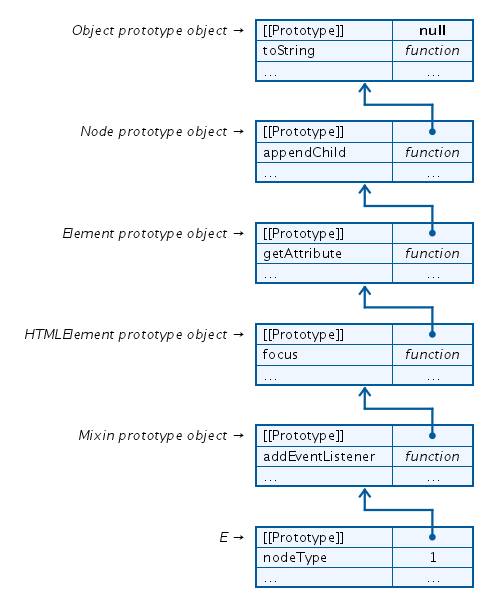 Object prototype object → [[Prototype]] null
toString function
... ...
Node prototype object → [[Prototype]]
appendChild function
... ...
Element prototype object → [[Prototype]]
getAttribute function
... ...
HTMLElement prototype object → [[Prototype]]
focus function
... ...
Mixin prototype object → [[Prototype]]
addEventListener function
... ...
E → [[Prototype]]
nodeType 1
... ...